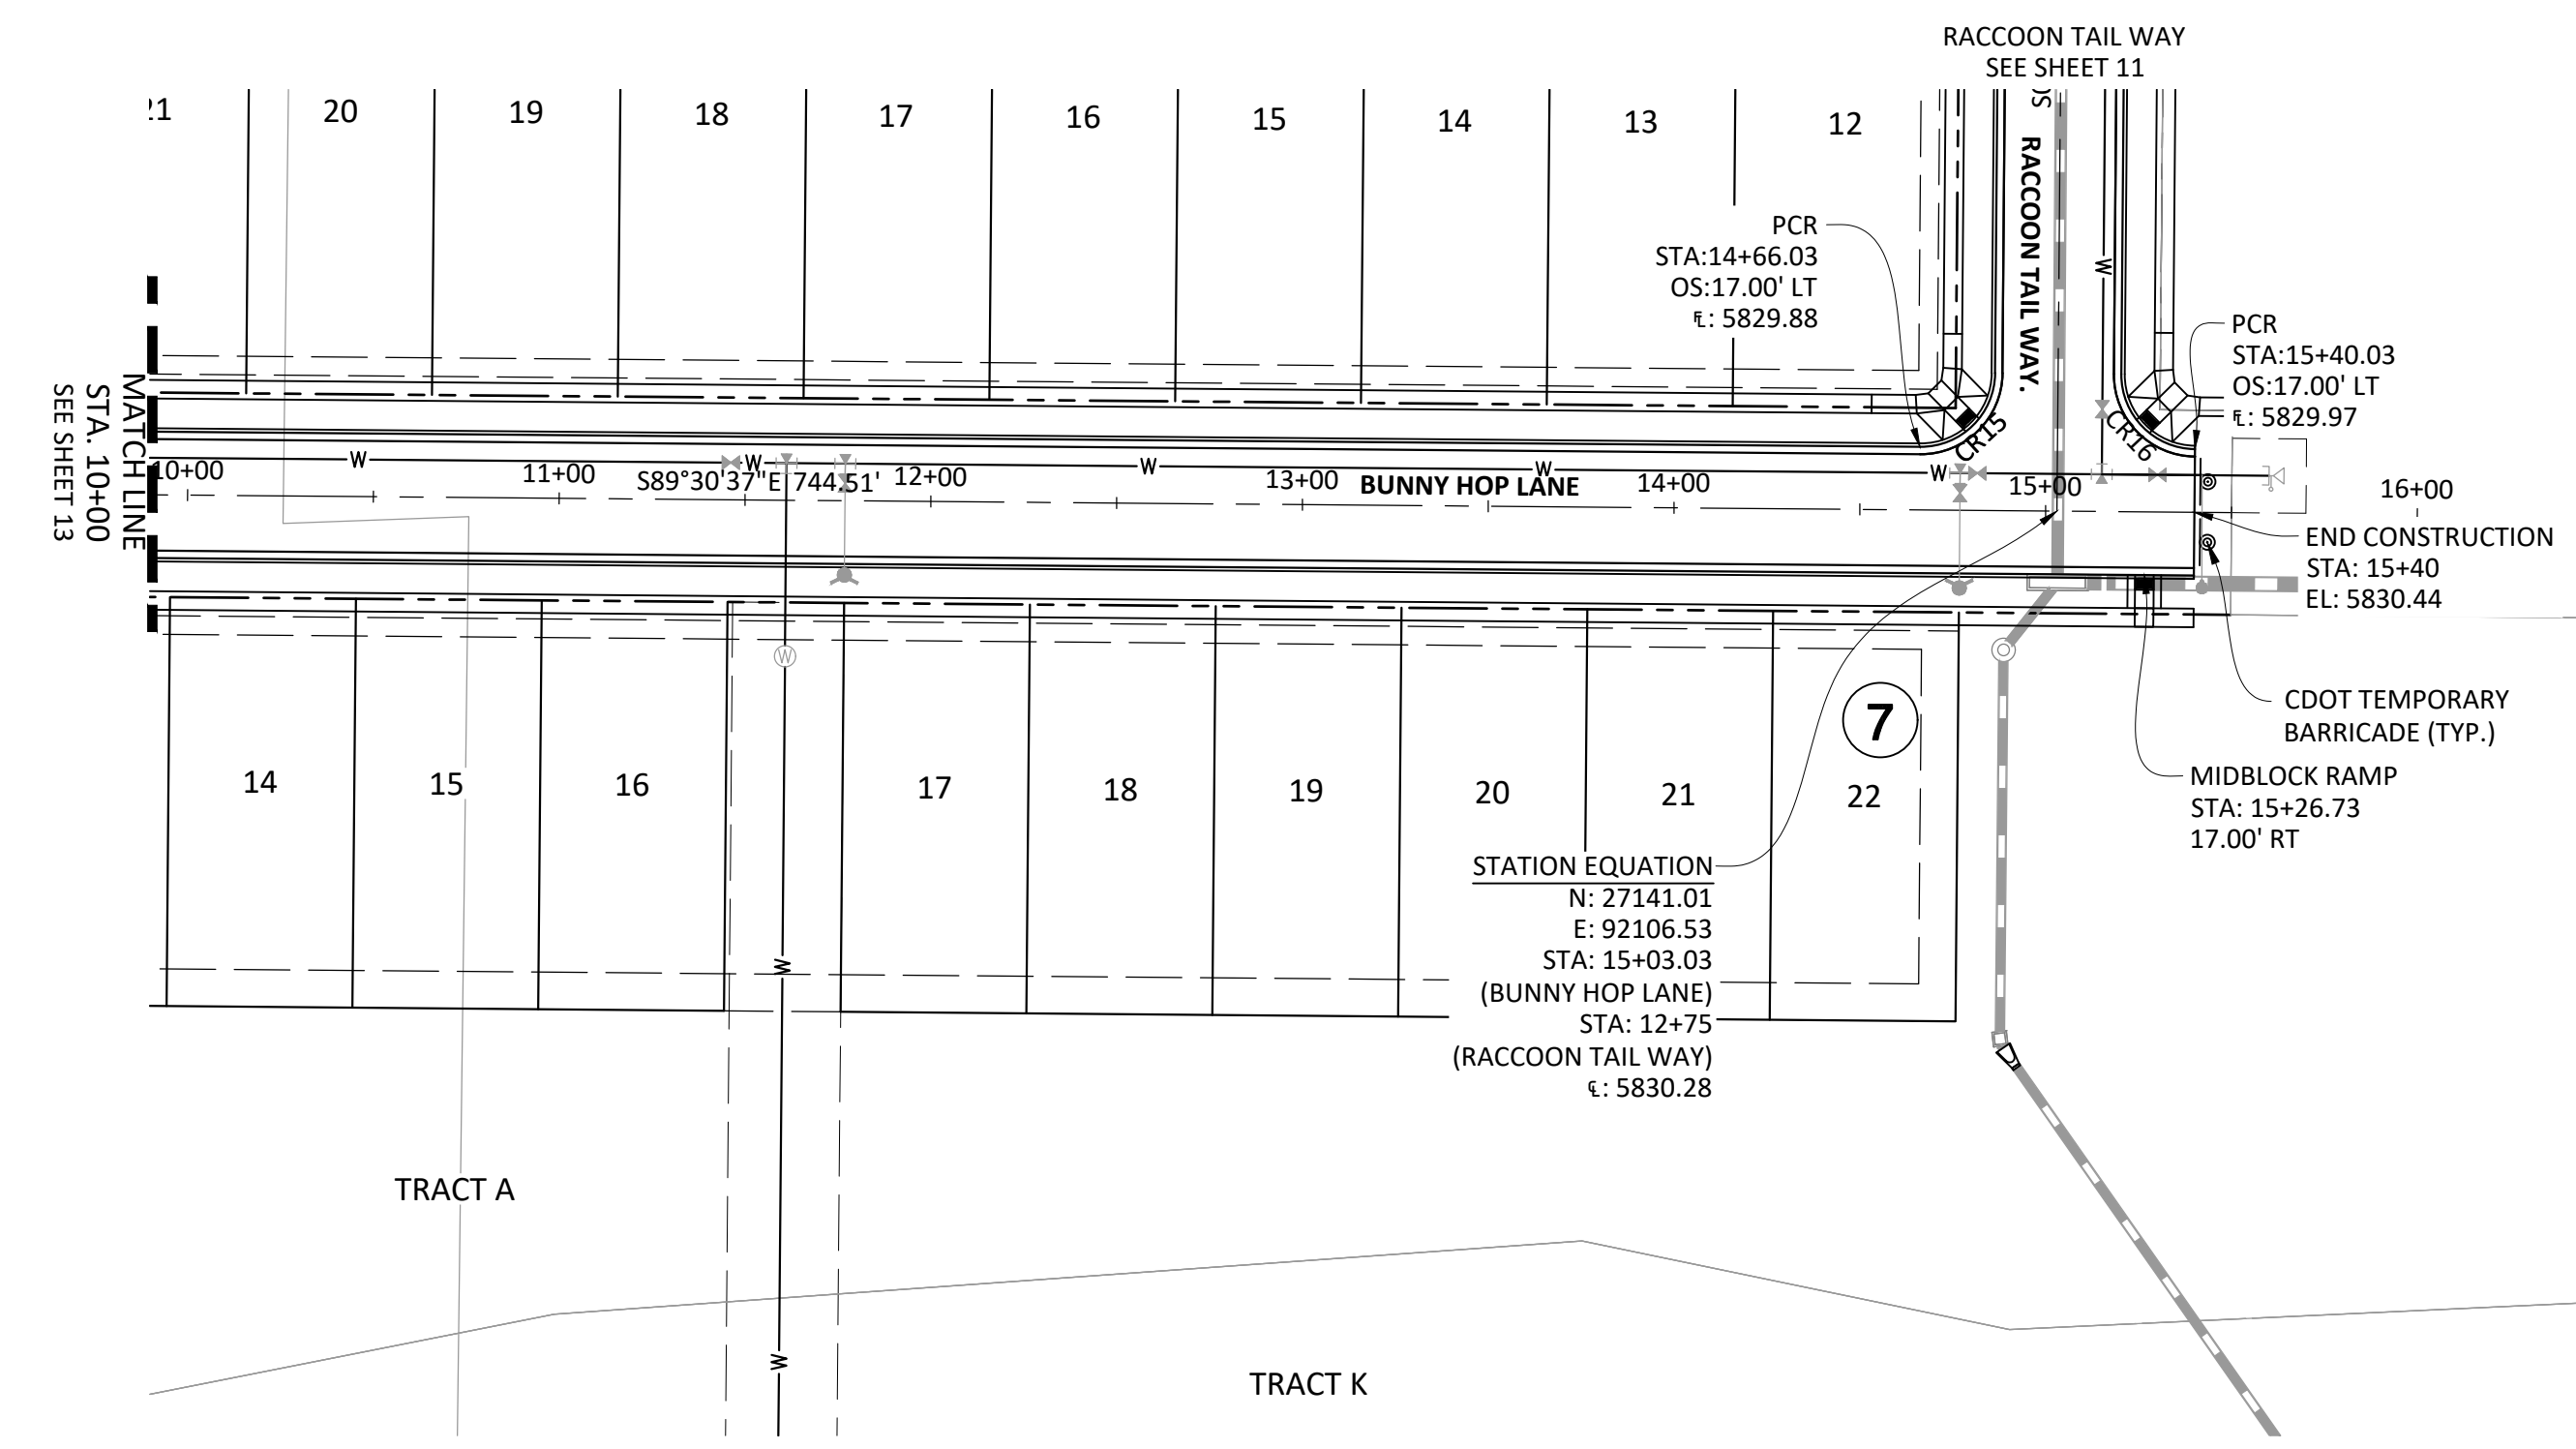 RACCOON TAIL WAY
SEE SHEET 11
20
19
18
17
16
15
14
13
12
RACCOON TAIL WAY.
PCR
STA:14+66.03
OS:17.00' LT
℄: 5829.88
PCR
STA:15+40.03
OS:17.00' LT
℄: 5829.97
CR15
CR16
W
MATCH LINE
STA. 10+00
SEE SHEET 13
W
W
W
W
W
10+00
11+00
S89°30'37"E 744.51'
12+00
13+00
BUNNY HOP LANE
14+00
15+00
16+00
END CONSTRUCTION
STA: 15+40
EL: 5830.44
W
CDOT TEMPORARY
BARRICADE (TYP.)
MIDBLOCK RAMP
STA: 15+26.73
17.00' RT
7
14
15
16
17
18
19
20
21
22
STATION EQUATION
N: 27141.01
E: 92106.53
STA: 15+03.03
(BUNNY HOP LANE)
STA: 12+75
(RACCOON TAIL WAY)
℄: 5830.28
W
TRACT A
W
TRACT K